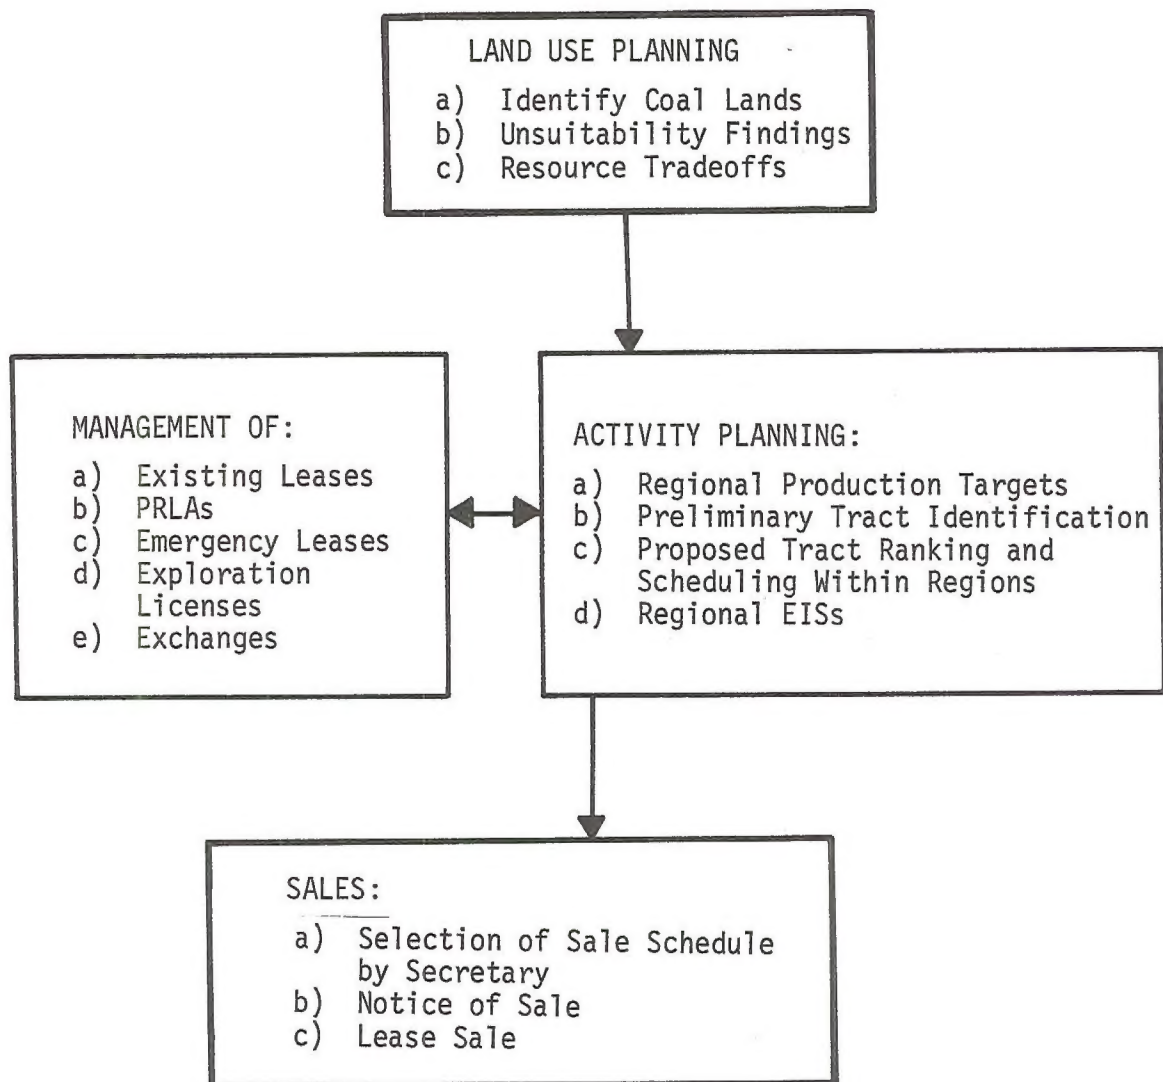 LAND USE PLANNING
a) Identify Coal Lands
b) Unsuitability Findings
c) Resource Tradeoffs
MANAGEMENT OF:
a) Existing Leases
b) PRLAs
c) Emergency Leases
d) Exploration
Licenses
e) Exchanges
ACTIVITY PLANNING:
a) Regional Production Targets
b) Preliminary Tract Identification
c) Proposed Tract Ranking and
Scheduling Within Regions
d) Regional EISs
SALES:
a) Selection of Sale Schedule
by Secretary
b) Notice of Sale
c) Lease Sale